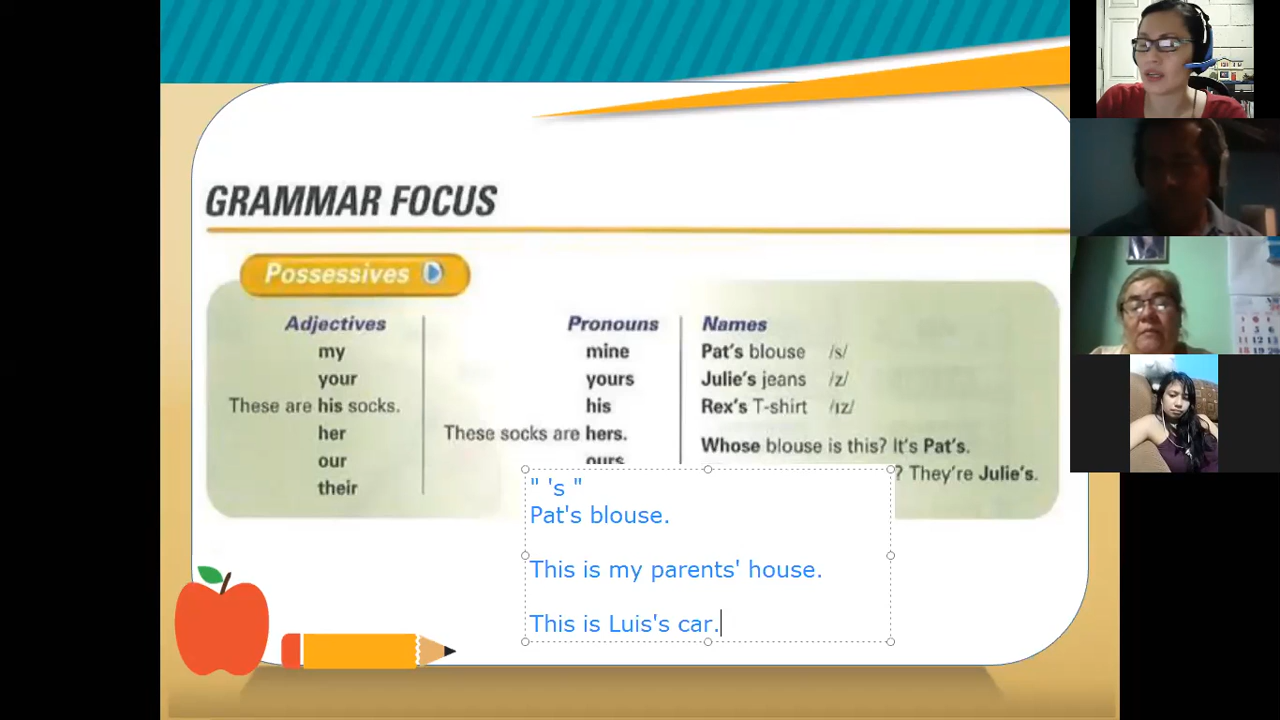 GRAMMAR FOCUS
Possessives
Adjectives
my
your
These are his socks.
her
our
their
Pronouns
mine
yours
his
These socks are hers.
ours
Names
Pat's blouse /s/
Julie's jeans /z/
Rex's T-shirt /ɪz/
Whose blouse is this? It's Pat's.
? They're Julie's.
" 's "
Pat's blouse.
This is my parents' house.
This is Luis's car.